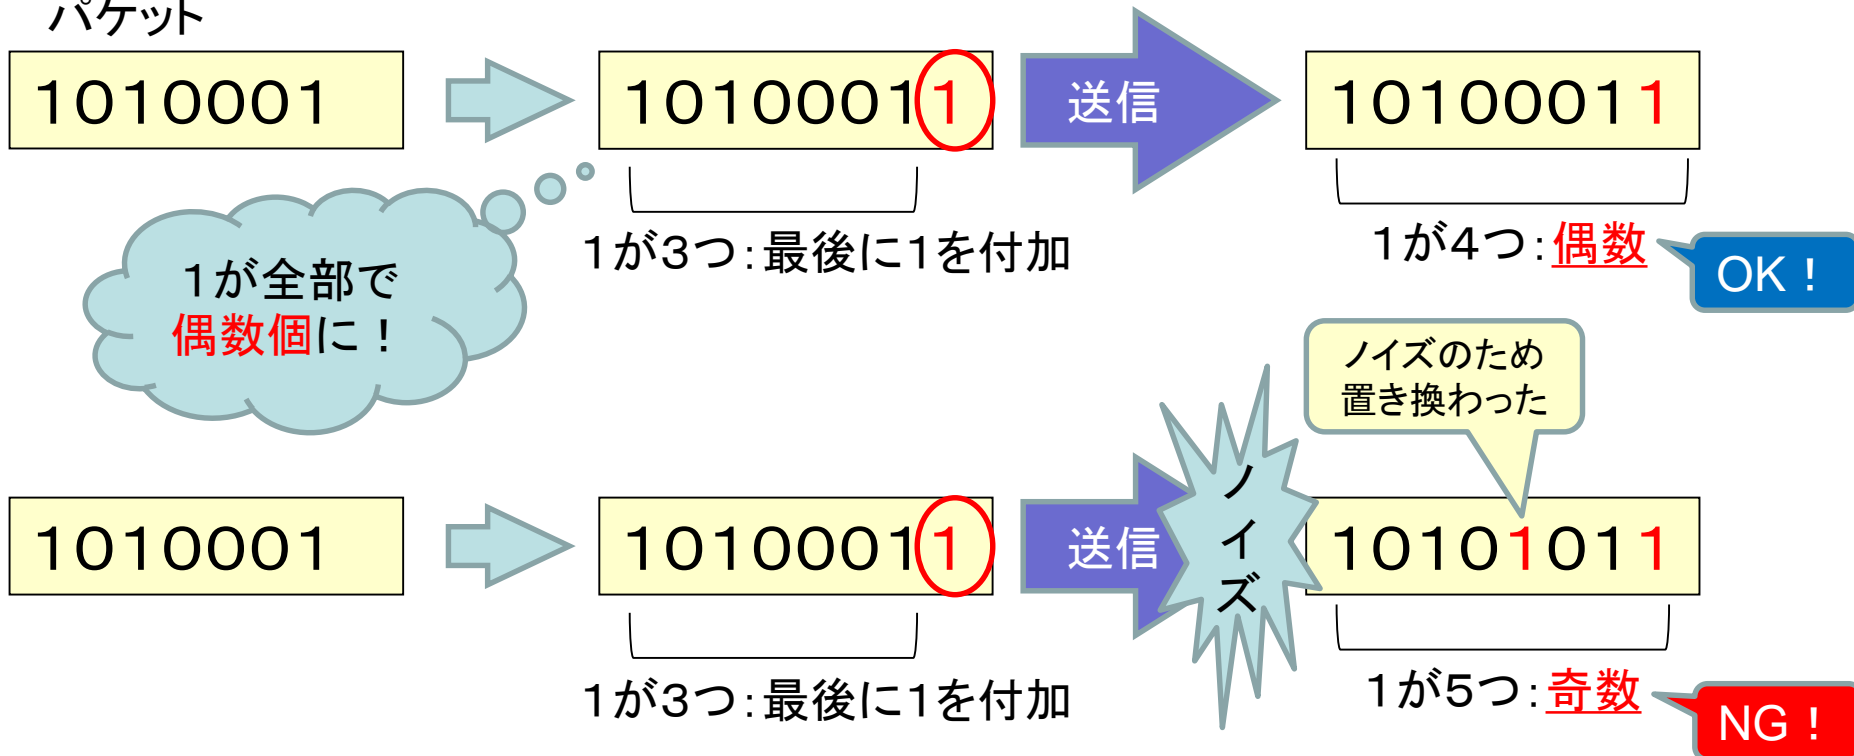 パケット
1010001
10100011
送信
10100011
1が3つ:最後に1を付加
1が4つ:偶数
OK!
1が全部で
偶数個に!
ノイズのため
置き換わった
1010001
10100011
送信
ノイズ
10101011
1が3つ:最後に1を付加
1が5つ:奇数
NG!